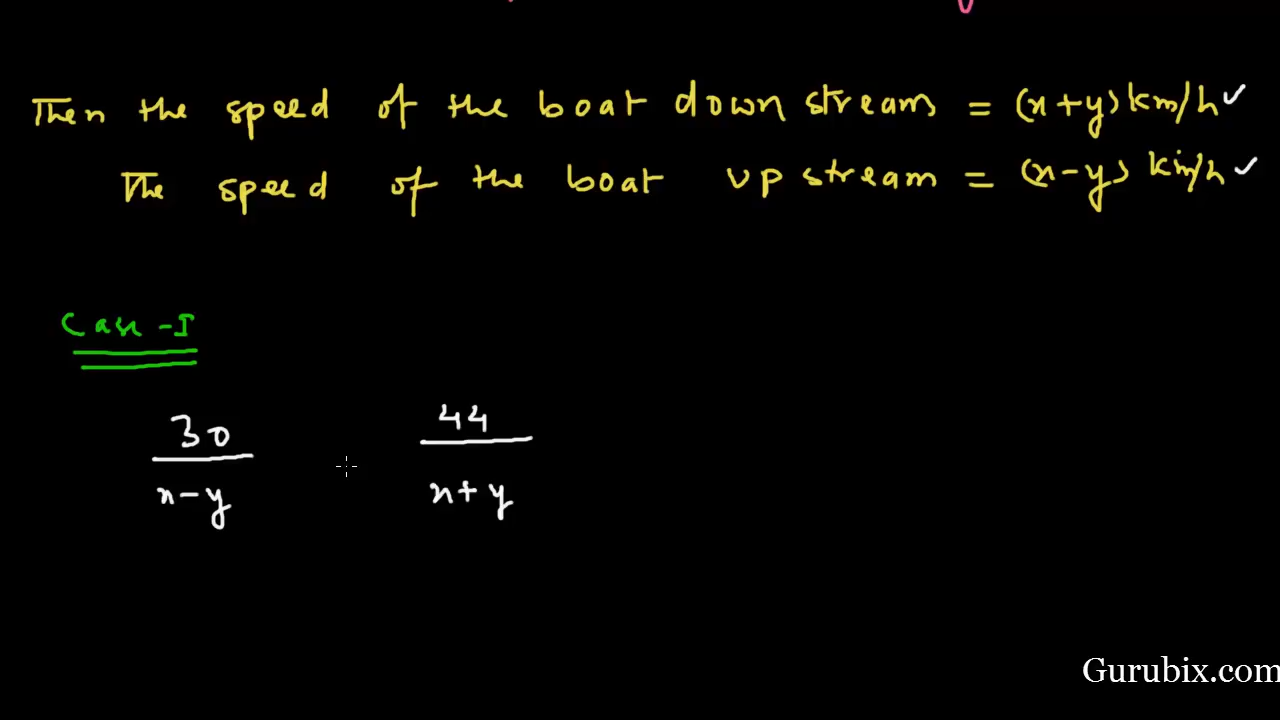 Then the speed of the boat down stream = (x+y) km/h ✓
The speed of the boat up stream = (x-y) km/h ✓
Case-I
30 44
x-y x+y
Gurubix.com